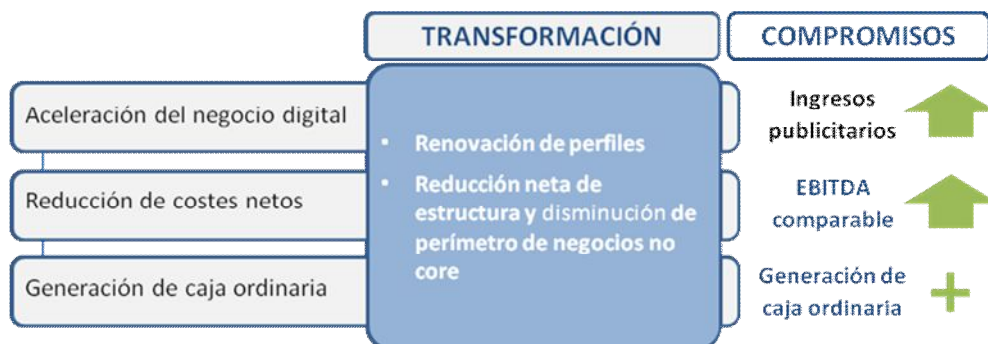 TRANSFORMACIÓN
COMPROMISOS
Aceleración del negocio digital
Reducción de costes netos
Generación de caja ordinaria
• Renovación de perfiles
• Reducción neta de
estructura y disminución de
perímetro de negocios no
core
Ingresos
publicitarios
EBITDA
comparable
Generación de
caja ordinaria